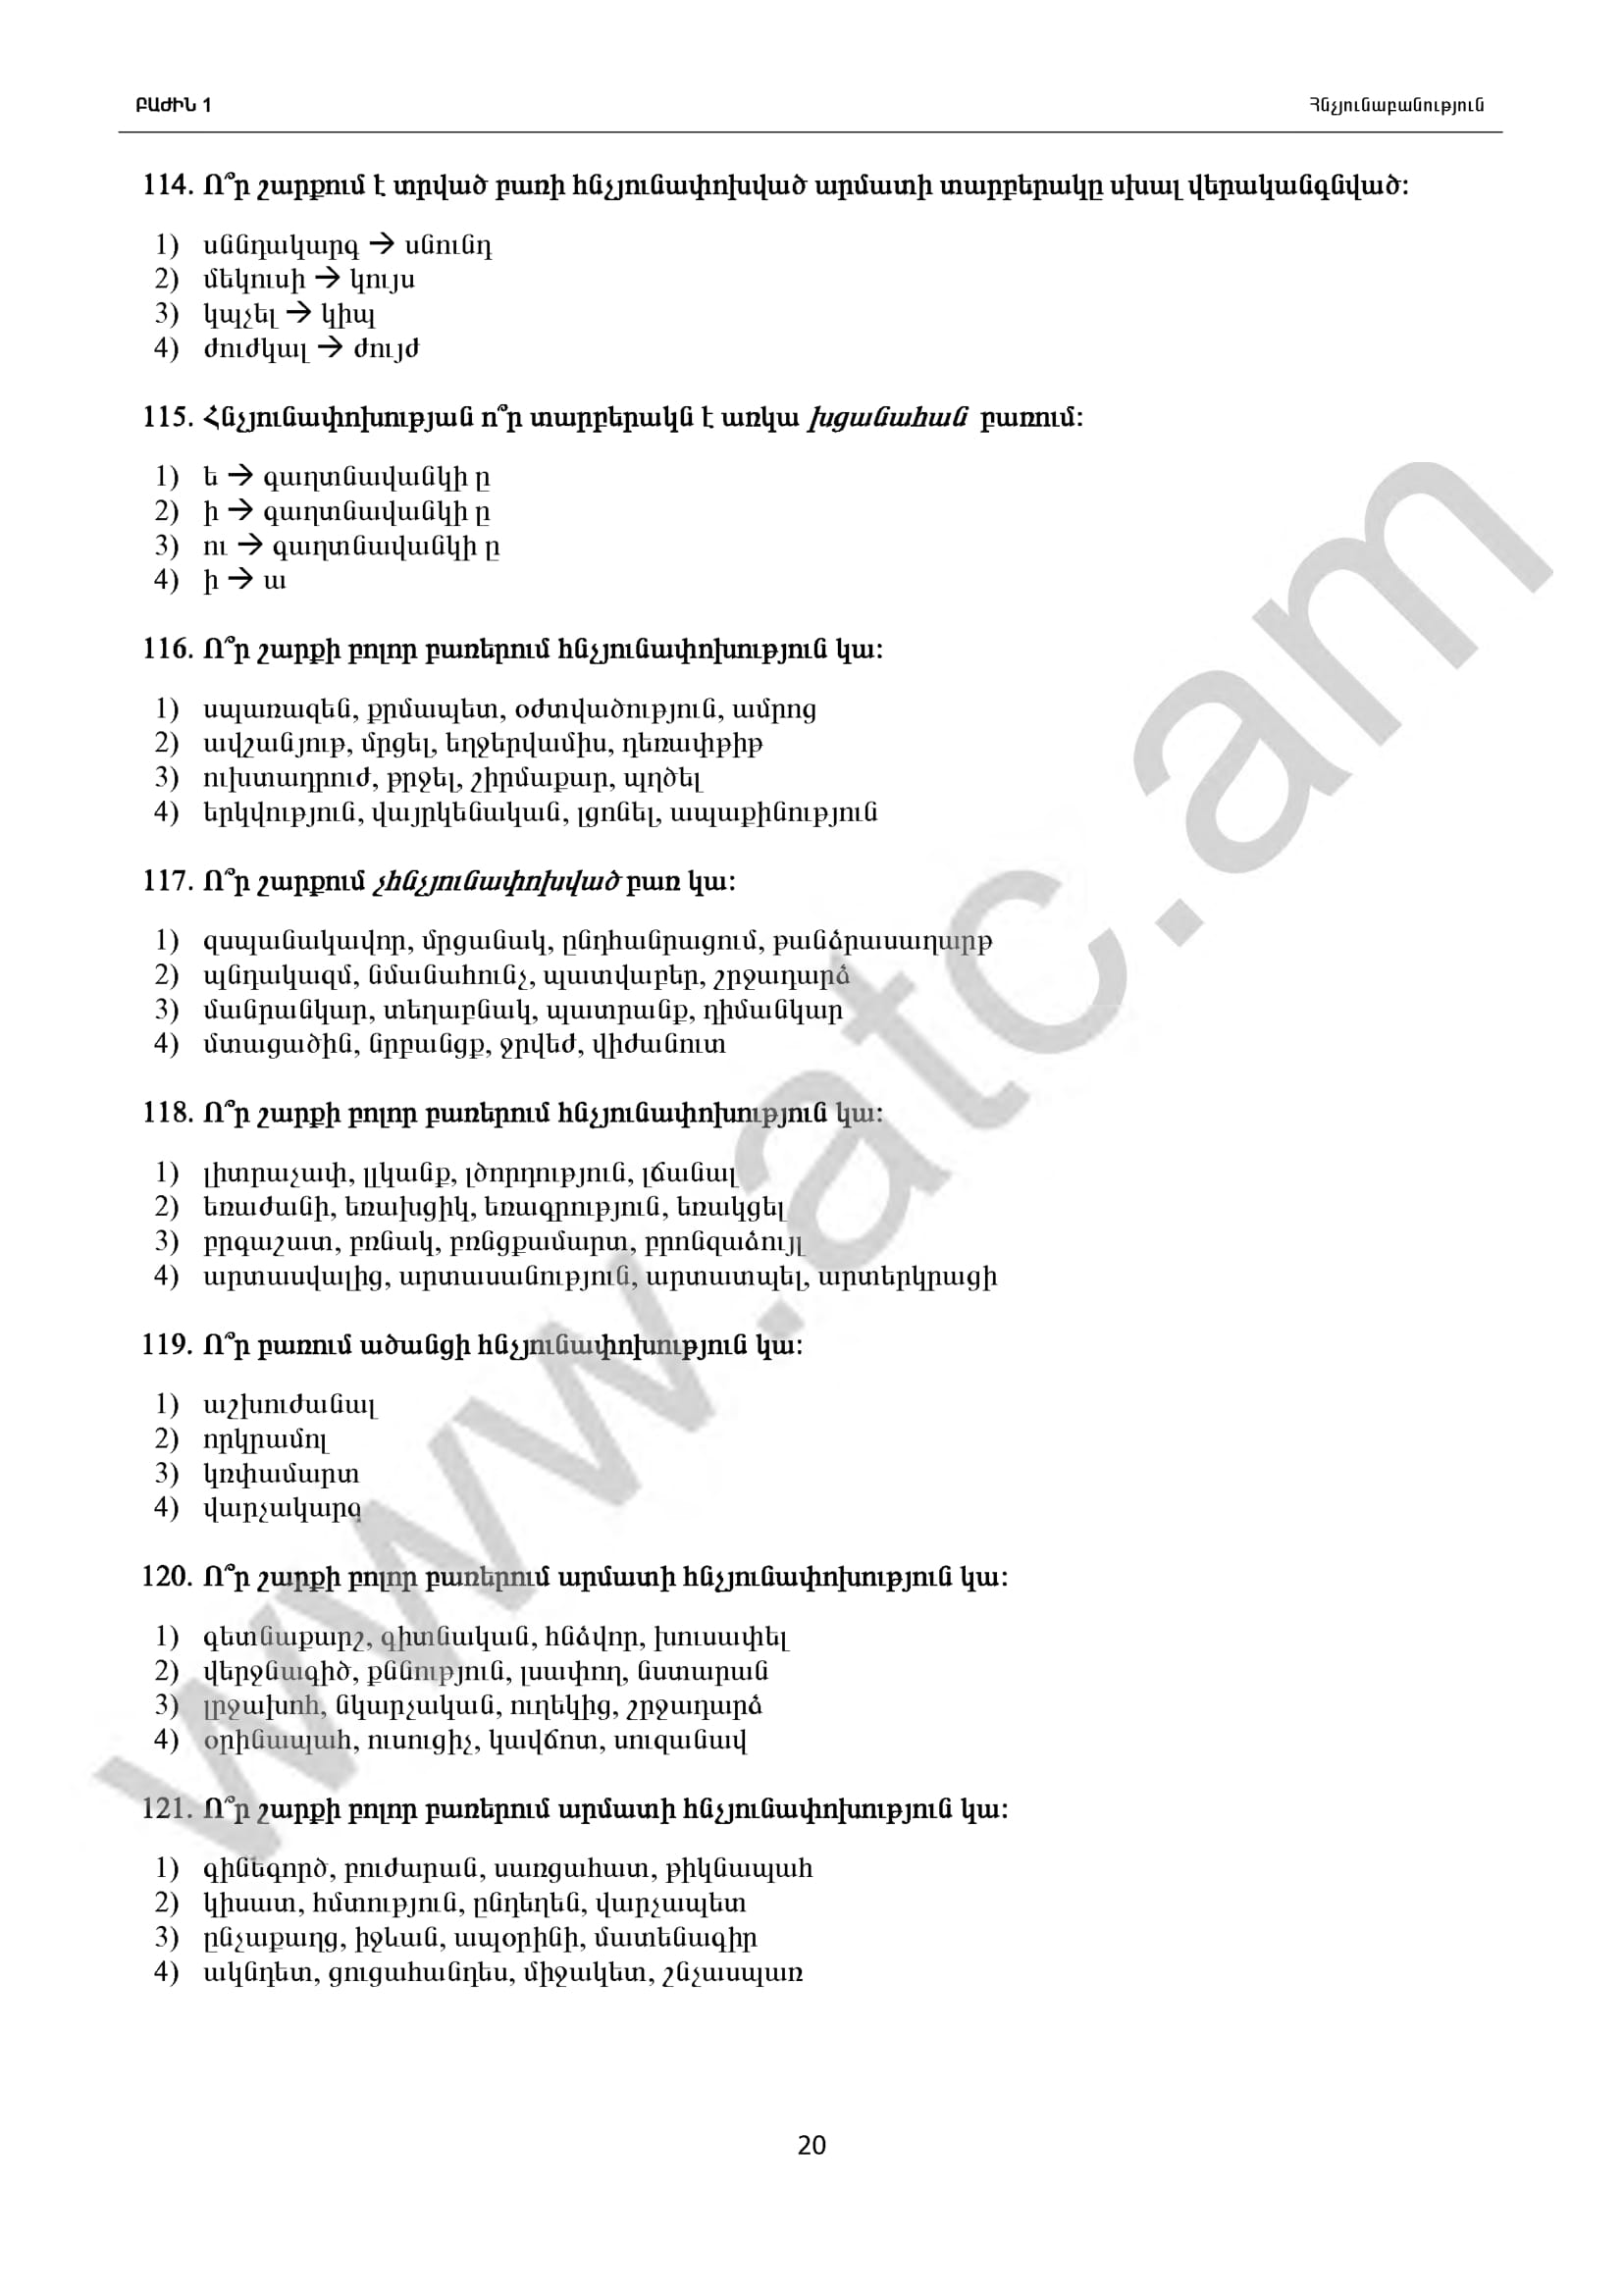 ԲԱԺԻՆ 1
Հնչյունաբանություն
114. Ո՞ր շարքում է տրված բառի հնչյունափոխված արմատի տարբերակը սխալ վերականգնված:
1) սննդակարգ → սնունդ
2) մեկուսի → կույս
3) կպչել → կիպ
4) ժուժկալ → ժույժ
115. Հնչյունափոխության ո՞ր տարբերակն է առկա խցանահան բառում:
1) ե → գաղտնավանկի ը
2) ի → գաղտնավանկի ը
3) ու → գաղտնավանկի ը
4) ի → ա
116. Ո՞ր շարքի բոլոր բառերում հնչյունափոխություն կա:
1) սպառազեն, քրմապետ, օժտվածություն, ամրոց
2) ավշանյութ, մրցել, եղջերվամիս, դեռափթիթ
3) ուխտադրուժ, թրջել, շիրմաքար, պղծել
4) երկվություն, վայրկենական, լցոնել, ապաքինություն
117. Ո՞ր շարքում չհնչյունափոխված բառ կա:
1) զսպանակավոր, մրցանակ, ընդհանրացում, թանձրասաղարթ
2) պնդակազմ, նմանահունչ, պատվաբեր, շրջադարձ
3) մանրանկար, տեղաբնակ, պատրանք, դիմանկար
4) մտացածին, նրբանցք, ջրվեժ, վիժանուտ
118. Ո՞ր շարքի բոլոր բառերում հնչյունափոխություն կա:
1) լիտրաչափ, լլկանք, լծորդություն, լճանալ
2) եռաժանի, եռախցիկ, եռագրություն, եռակցել
3) բրգաշատ, բռնակ, բռնցքամարտ, բրոնզաձույլ
4) արտասվալից, արտասանություն, արտատպել, արտերկրացի
119. Ո՞ր բառում ածանցի հնչյունափոխություն կա:
1) աշխուժանալ
2) որկրամոլ
3) կռփամարտ
4) վարչակարգ
120. Ո՞ր շարքի բոլոր բառերում արմատի հնչյունափոխություն կա:
1) գետնաքարշ, գիտնական, հնձվոր, խուսափել
2) վերջնագիծ, քննություն, լսափող, նստարան
3) լրջախոհ, նկարչական, ուղեկից, շրջադարձ
4) օրինապահ, ուսուցիչ, կավճոտ, սուզանավ
121. Ո՞ր շարքի բոլոր բառերում արմատի հնչյունափոխություն կա:
1) գինեգործ, բուժարան, սառցահատ, թիկնապահ
2) կիսատ, հմտություն, ընդեղեն, վարչապետ
3) ընչաքաղց, իջևան, ապօրինի, մատենագիր
4) ակնդետ, ցուցահանդես, միջակետ, շնչասպառ
20
www.atc.am